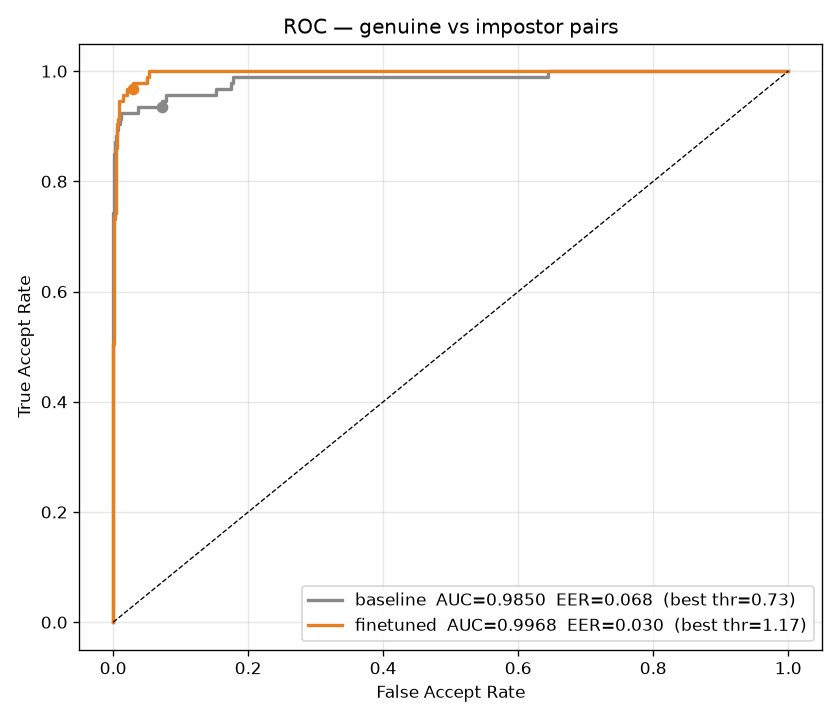 ROC — genuine vs impostor pairs
1.0
0.8
0.6
0.4
0.2
0.0
True Accept Rate
baseline AUC=0.9850 EER=0.068 (best thr=0.73)
finetuned AUC=0.9968 EER=0.030 (best thr=1.17)
0.0 0.2 0.4 0.6 0.8 1.0
False Accept Rate